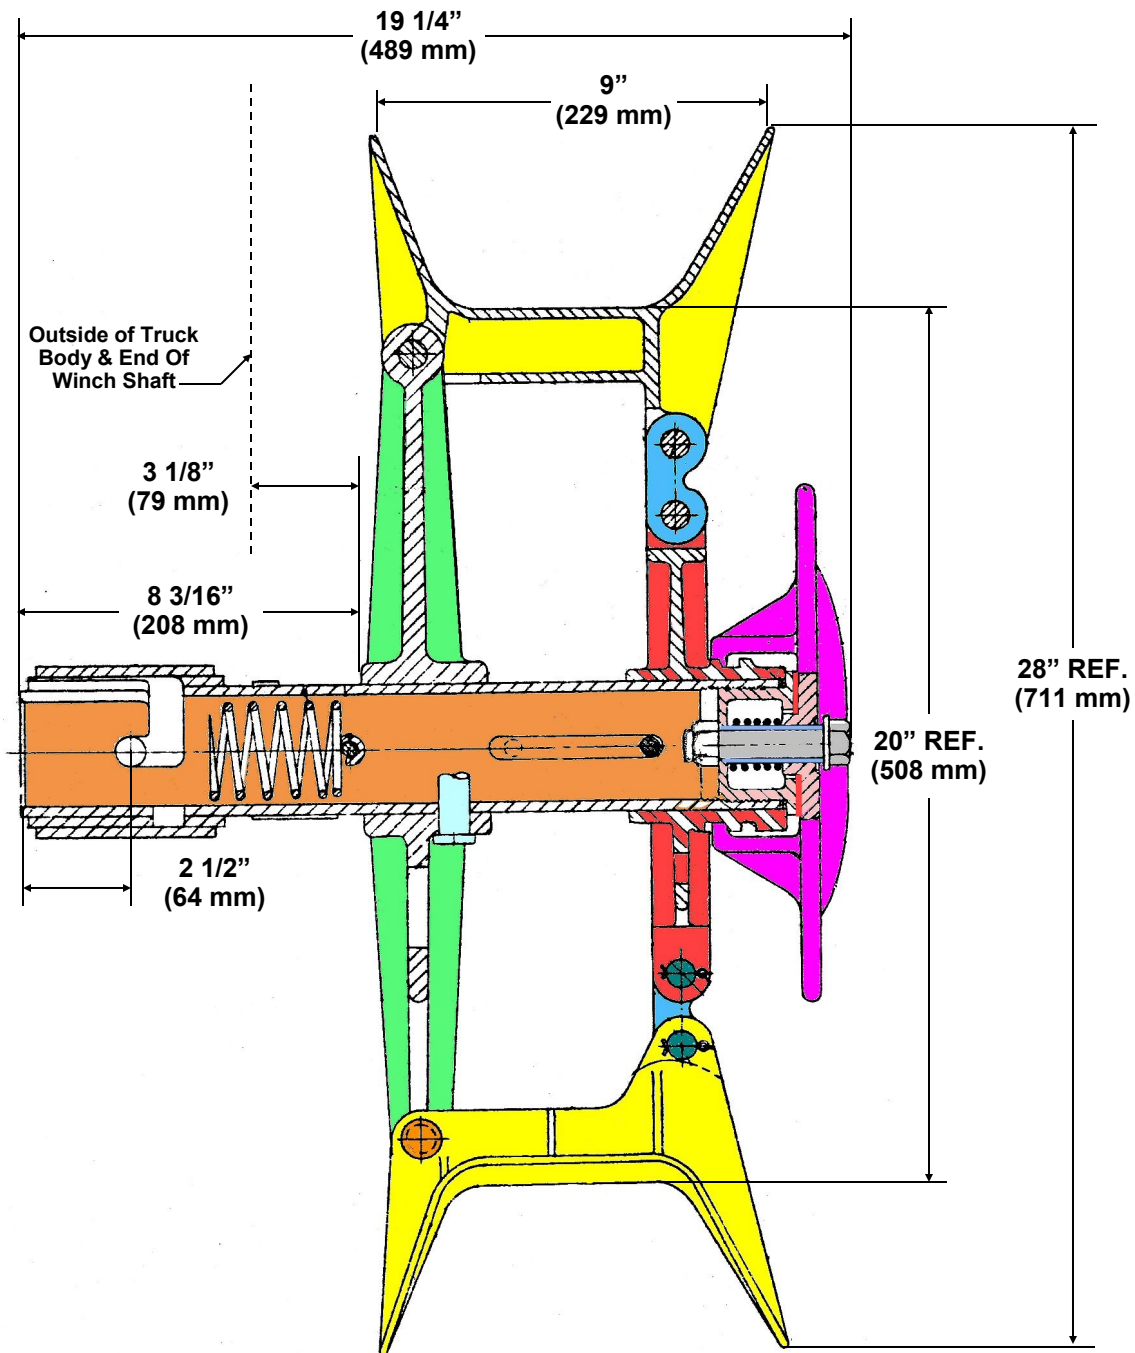 19 1/4”
(489 mm)
9”
(229 mm)
Outside of Truck
Body & End Of
Winch Shaft
3 1/8”
(79 mm)
8 3/16”
(208 mm)
28” REF.
(711 mm)
20” REF.
(508 mm)
2 1/2”
(64 mm)